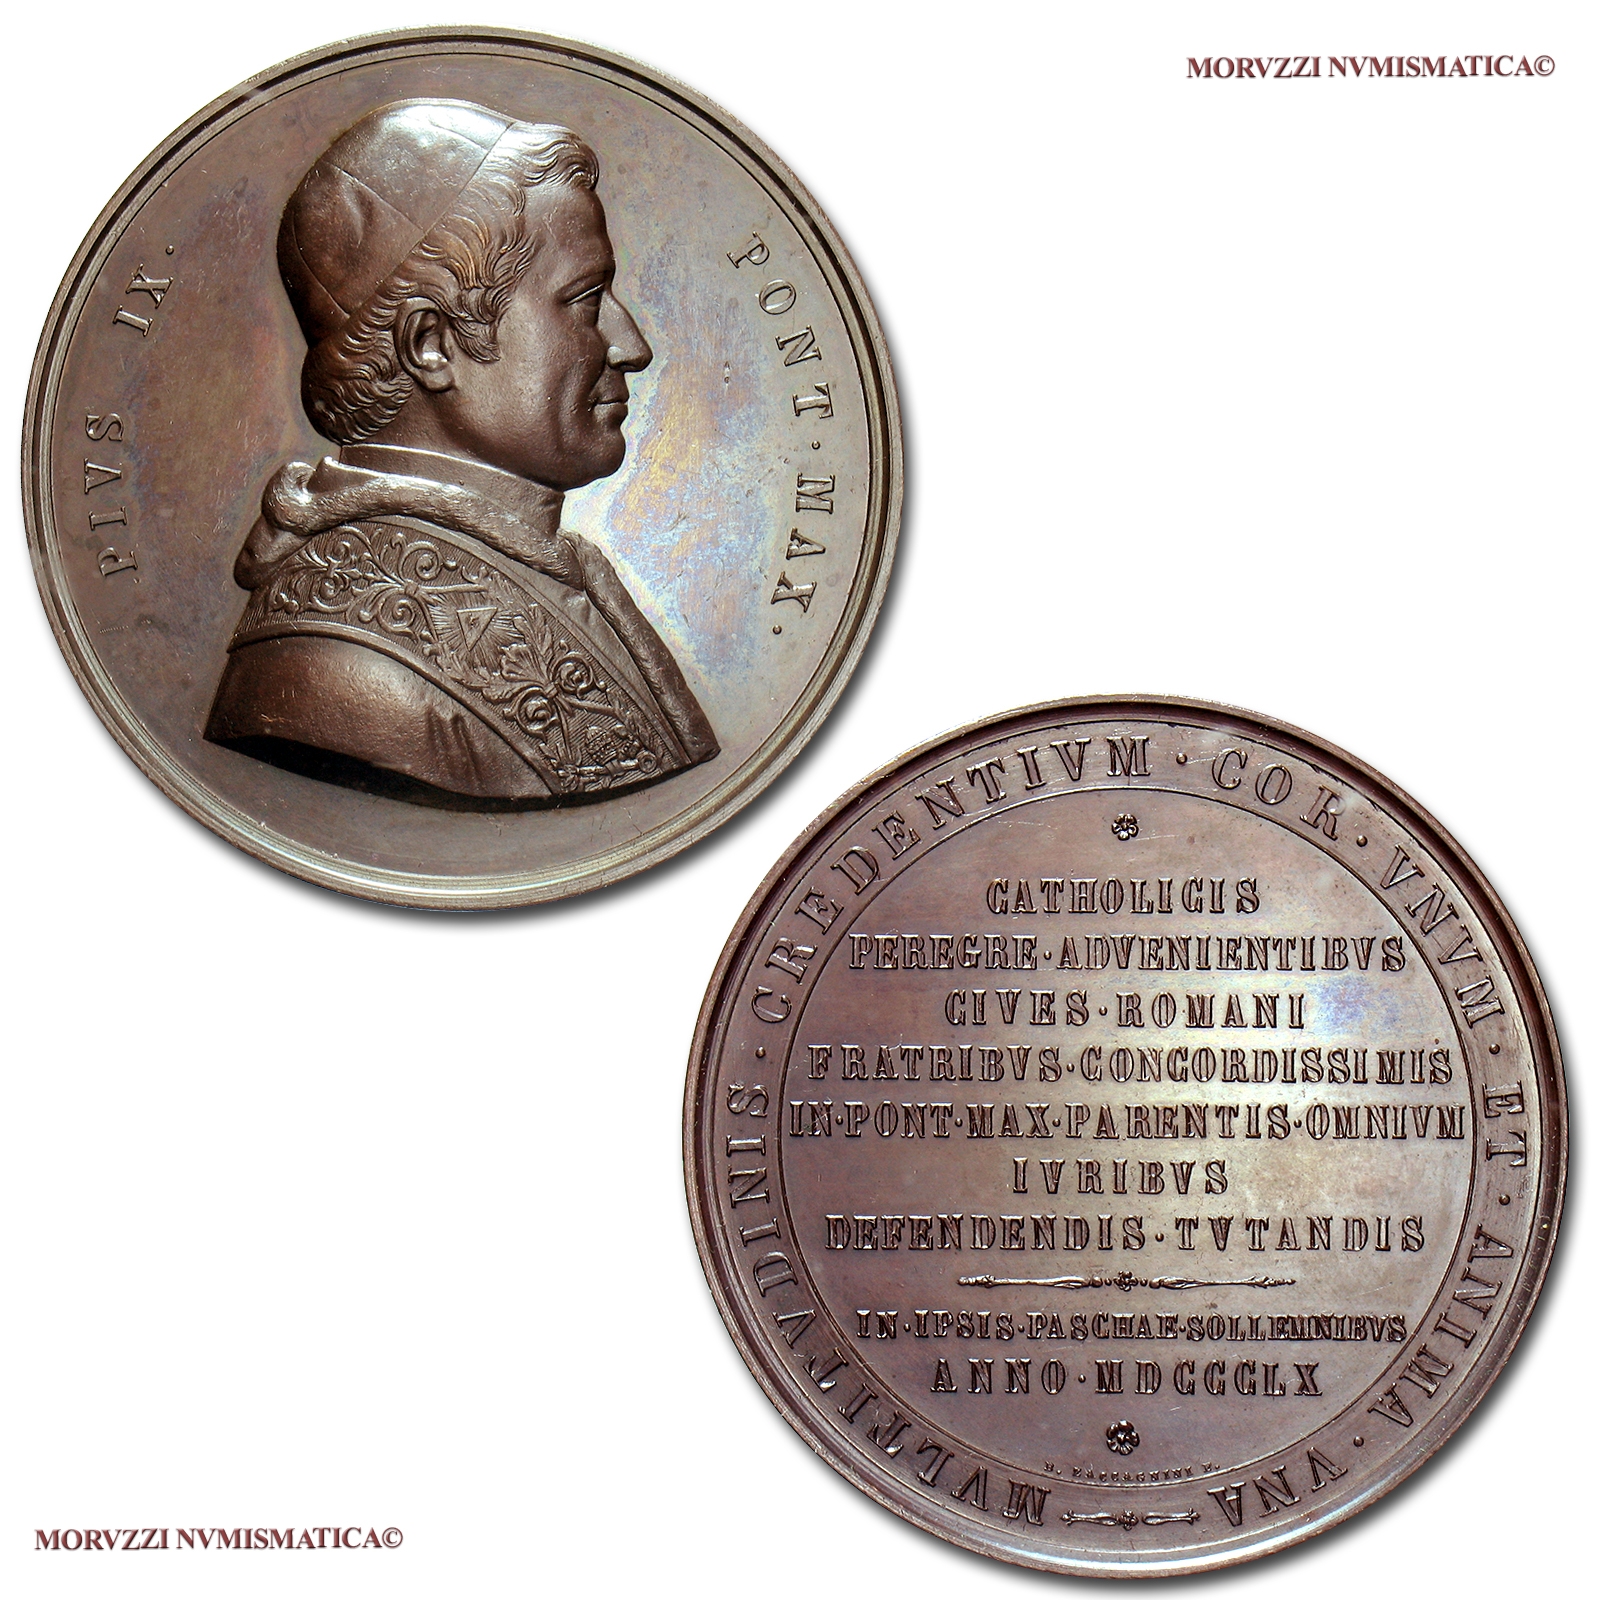 MORVZZI NVMISMATICA©
PIVS IX. PONT·MAX.
MVLTITVDINIS · CREDENTIVM · COR · VNVM · ET · ANIMA · VNA
CATHOLICIS
PEREGRE·ADVENIENTIBVS
CIVES·ROMANI
FRATRIBVS·CONCORDISSIMIS
IN·PONT·MAX·PARENTIS·OMNIVM
IVRIBVS
DEFENDENDIS·TVTANDIS
IN·IPSIS·PASCHAE·SOLLEMNIBVS
ANNO·MDCCCLX
B. ZACCAGNINI F.
MORVZZI NVMISMATICA©